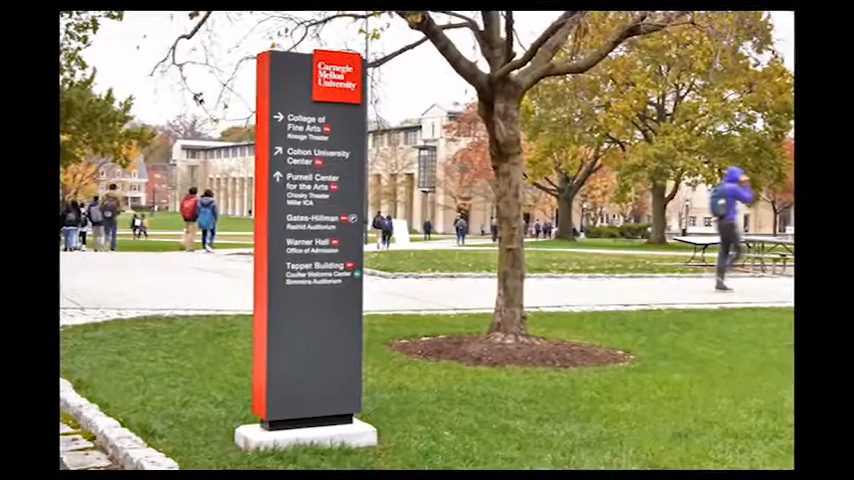 Carnegie
Mellon
University
College of
Fine Arts
Kresge Theater
Cohon University
Center
Purnell Center
for the Arts
Chosky Theater
Miller ICA
Gates-Hillman
Rashid Auditorium
P
Warner Hall
Office of Admission
Tepper Building
Coulter Welcome Center
Simmons Auditorium